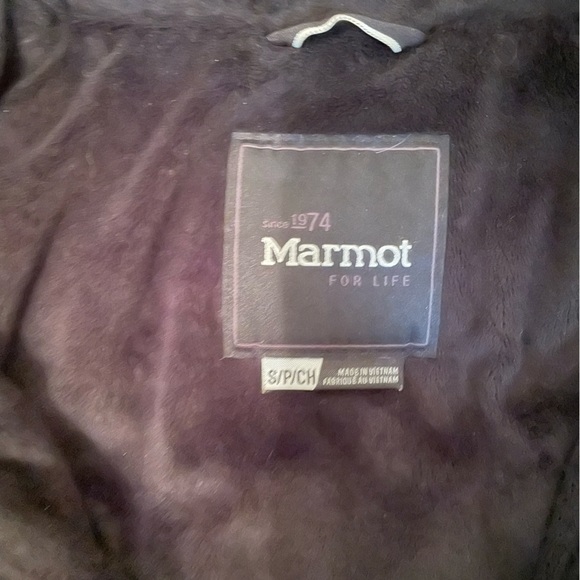 since 1974
Marmot
FOR LIFE
S/P/CH
MADE IN VIETNAM
FABRIQUÉ AU VIETNAM